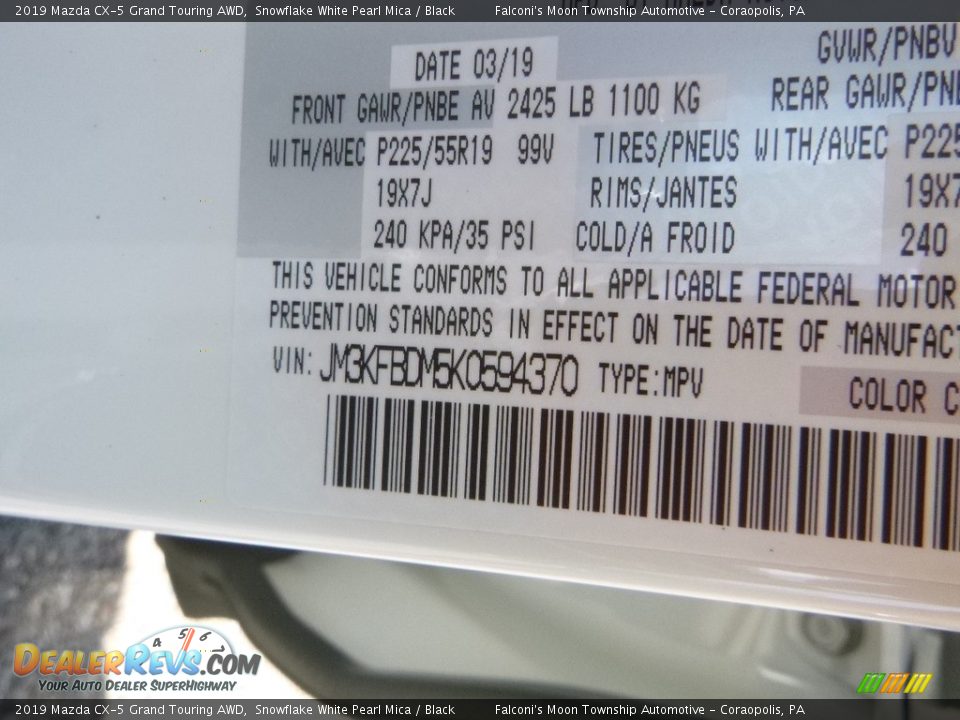 2019 Mazda CX-5 Grand Touring AWD, Snowflake White Pearl Mica / Black Falconi's Moon Township Automotive - Coraopolis, PA
DATE 03/19 GVWR/PNBV
FRONT GAWR/PNBE AV 2425 LB 1100 KG REAR GAWR/PNB
WITH/AVEC P225/55R19 99V TIRES/PNEUS WITH/AVEC P225
19X7J RIMS/JANTES 19X7
240 KPA/35 PSI COLD/A FROID 240
THIS VEHICLE CONFORMS TO ALL APPLICABLE FEDERAL MOTOR
PREVENTION STANDARDS IN EFFECT ON THE DATE OF MANUFACT
VIN: JM3KFBDM5K0594370 TYPE:MPV
COLOR C
4 5 6
DEALERREVS.COM
YOUR AUTO DEALER SUPERHIGHWAY
2019 Mazda CX-5 Grand Touring AWD, Snowflake White Pearl Mica / Black Falconi's Moon Township Automotive - Coraopolis, PA